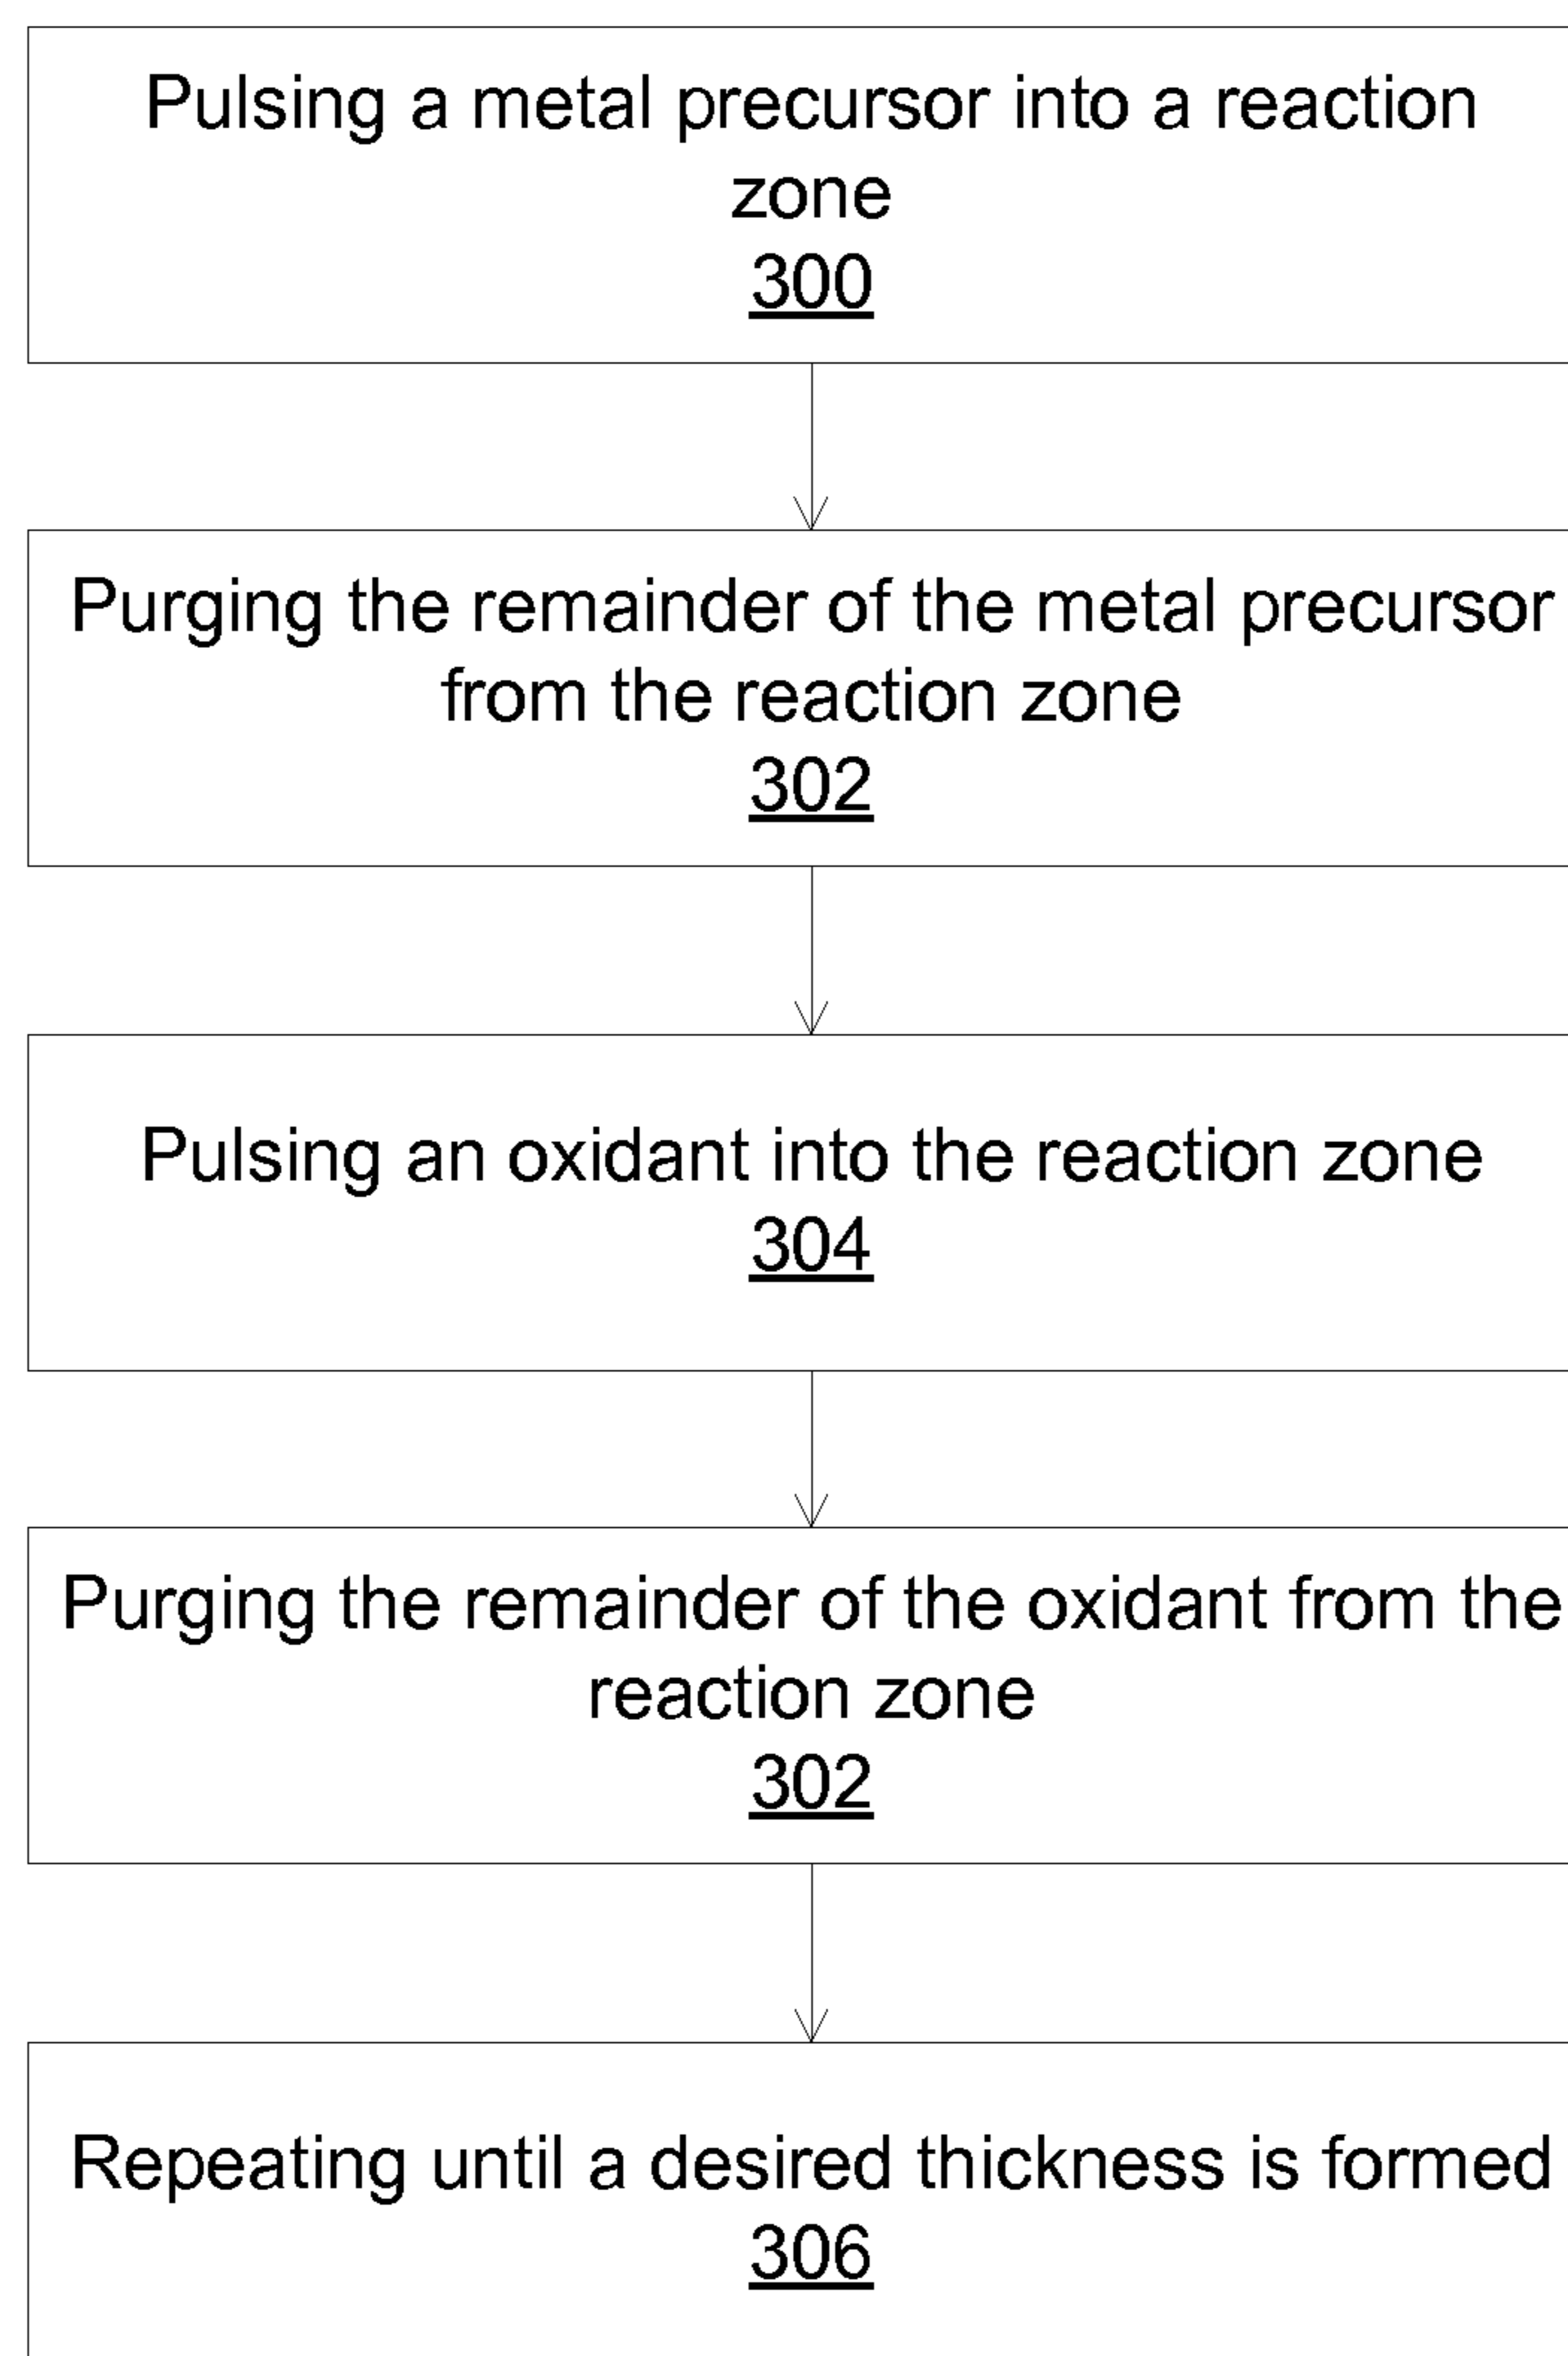 Pulsing a metal precursor into a reaction
zone
300
Purging the remainder of the metal precursor
from the reaction zone
302
Pulsing an oxidant into the reaction zone
304
Purging the remainder of the oxidant from the
reaction zone
302
Repeating until a desired thickness is formed
306